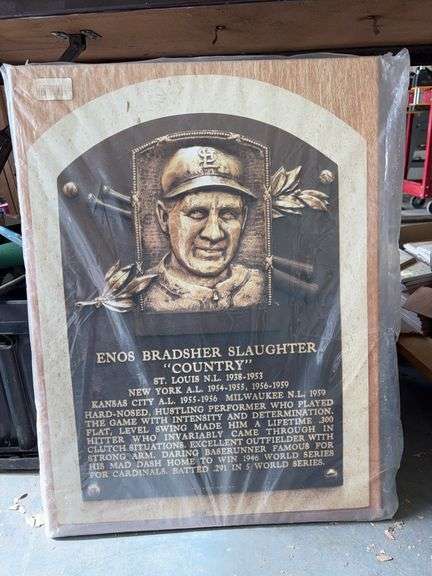 StL
ENOS BRADSHER SLAUGHTER
"COUNTRY"
ST. LOUIS N.L. 1938-1953
NEW YORK A.L. 1954-1955, 1956-1959
KANSAS CITY A.L. 1955-1956 MILWAUKEE N.L. 1959
HARD-NOSED, HUSTLING PERFORMER WHO PLAYED
THE GAME WITH INTENSITY AND DETERMINATION.
FLAT, LEVEL SWING MADE HIM A LIFETIME .300
HITTER WHO INVARIABLY CAME THROUGH IN
CLUTCH SITUATIONS. EXCELLENT OUTFIELDER WITH
STRONG ARM. DARING BASERUNNER FAMOUS FOR
HIS MAD DASH HOME TO WIN 1946 WORLD SERIES
FOR CARDINALS. BATTED .291 IN 5 WORLD SERIES.